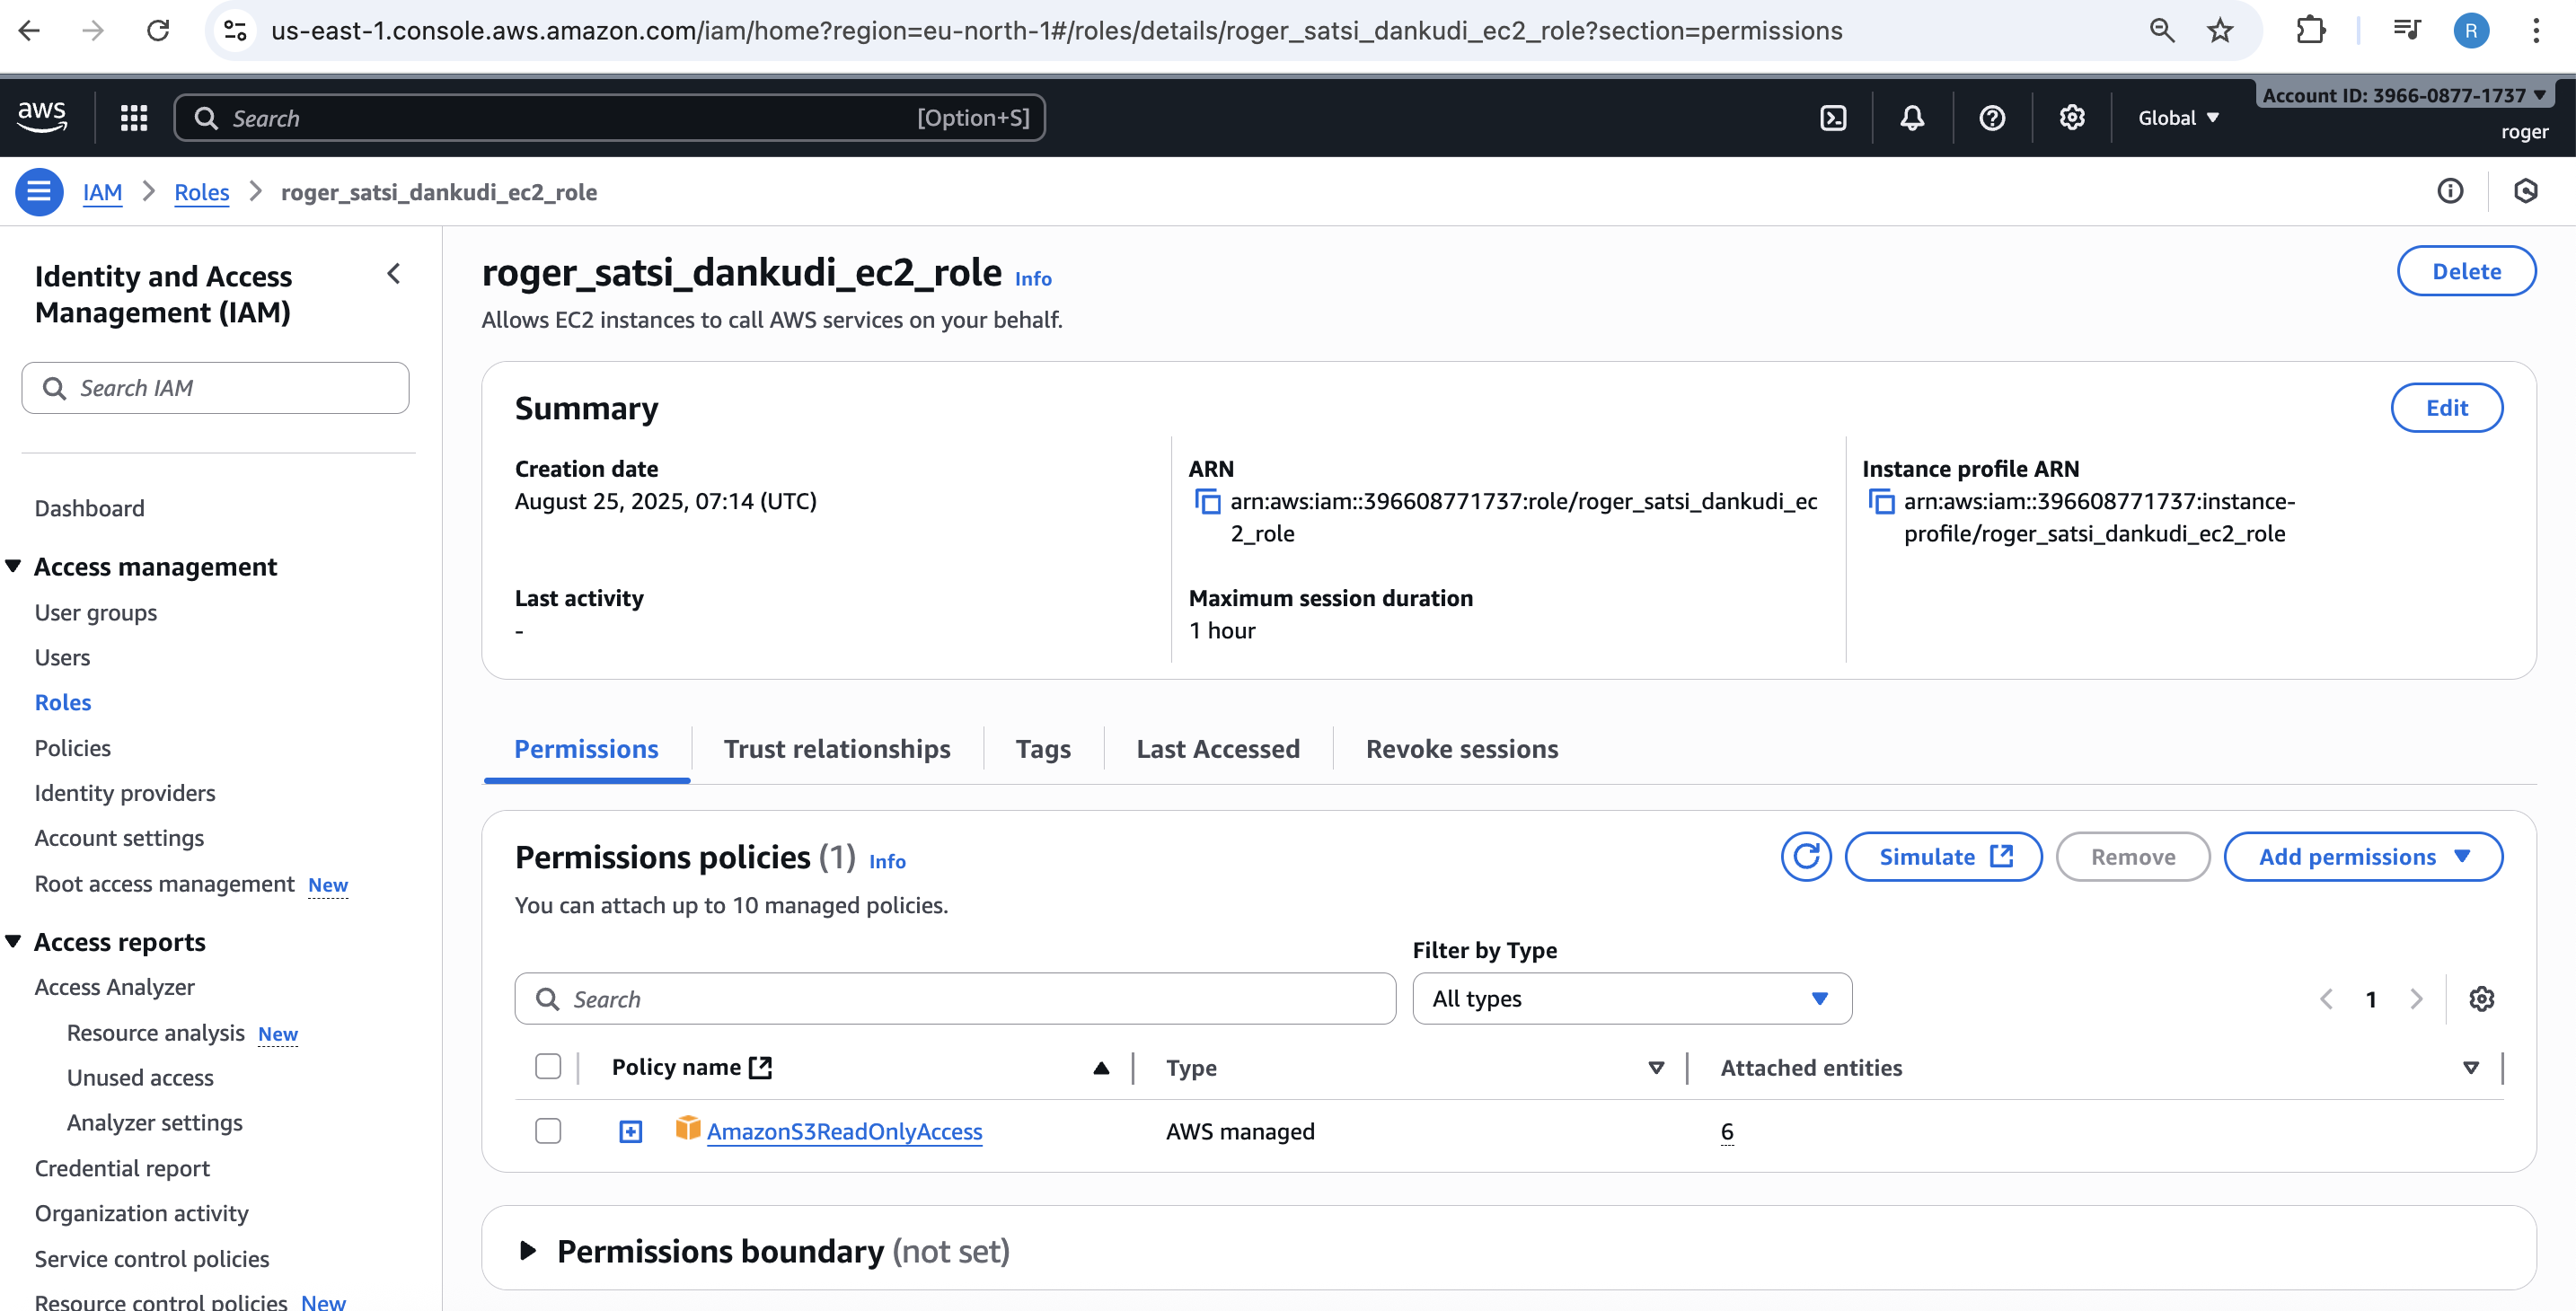 us-east-1.console.aws.amazon.com/iam/home?region=eu-north-1#/roles/details/roger_satsi_dankudi_ec2_role?section=permissions
R
aws
Search
[Option+S]
Global
Account ID: 3966-0877-1737
roger
IAM
Roles
roger_satsi_dankudi_ec2_role
Identity and Access
Management (IAM)
Search IAM
Dashboard
Access management
User groups
Users
Roles
Policies
Identity providers
Account settings
Root access management New
Access reports
Access Analyzer
Resource analysis New
Unused access
Analyzer settings
Credential report
Organization activity
Service control policies
Resource control policies New
roger_satsi_dankudi_ec2_role Info
Delete
Allows EC2 instances to call AWS services on your behalf.
Summary
Edit
Creation date
August 25, 2025, 07:14 (UTC)
ARN
arn:aws:iam::396608771737:role/roger_satsi_dankudi_ec
2_role
Instance profile ARN
arn:aws:iam::396608771737:instance-
profile/roger_satsi_dankudi_ec2_role
Last activity
-
Maximum session duration
1 hour
Permissions
Trust relationships
Tags
Last Accessed
Revoke sessions
Permissions policies (1) Info
Simulate
Remove
Add permissions
You can attach up to 10 managed policies.
Filter by Type
Search
All types
1
Policy name
Type
Attached entities
AmazonS3ReadOnlyAccess
AWS managed
6
Permissions boundary (not set)